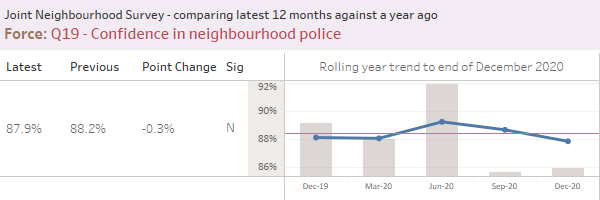 Joint Neighbourhood Survey - comparing latest 12 months against a year ago
Force: Q19 - Confidence in neighbourhood police
Latest Previous Point Change Sig
87.9% 88.2% -0.3% N
Rolling year trend to end of December 2020
92%
90%
88%
86%
Dec-19 Mar-20 Jun-20 Sep-20 Dec-20